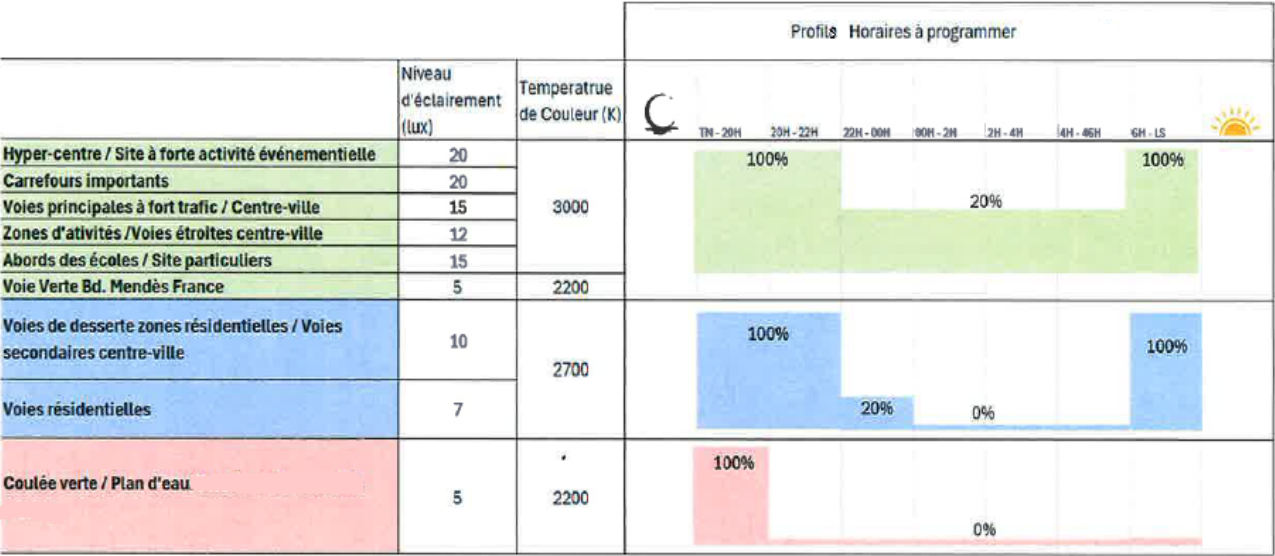 Profils Horaires à programmer
Niveau
d'éclairement
(lux)
Temperatrue
de Couleur (K)
TN - 20H 20H - 22H 22H - 00H 00H - 2H 2H - 4H 4H - 46H 6H - LS
Hyper-centre / Site à forte activité événementielle 20
Carrefours importants 20
Voies principales à fort trafic / Centre-ville 15
Zones d'ativités /Voies étroites centre-ville 12
Abords des écoles / Site particuliers 15
3000
100%
20%
100%
Voie Verte Bd. Mendès France 5 2200
Voies de desserte zones résidentielles / Voies
secondaires centre-ville
10
Voies résidentielles 7
2700
100%
20%
0%
100%
Coulée verte / Plan d'eau
5
2200
100%
0%